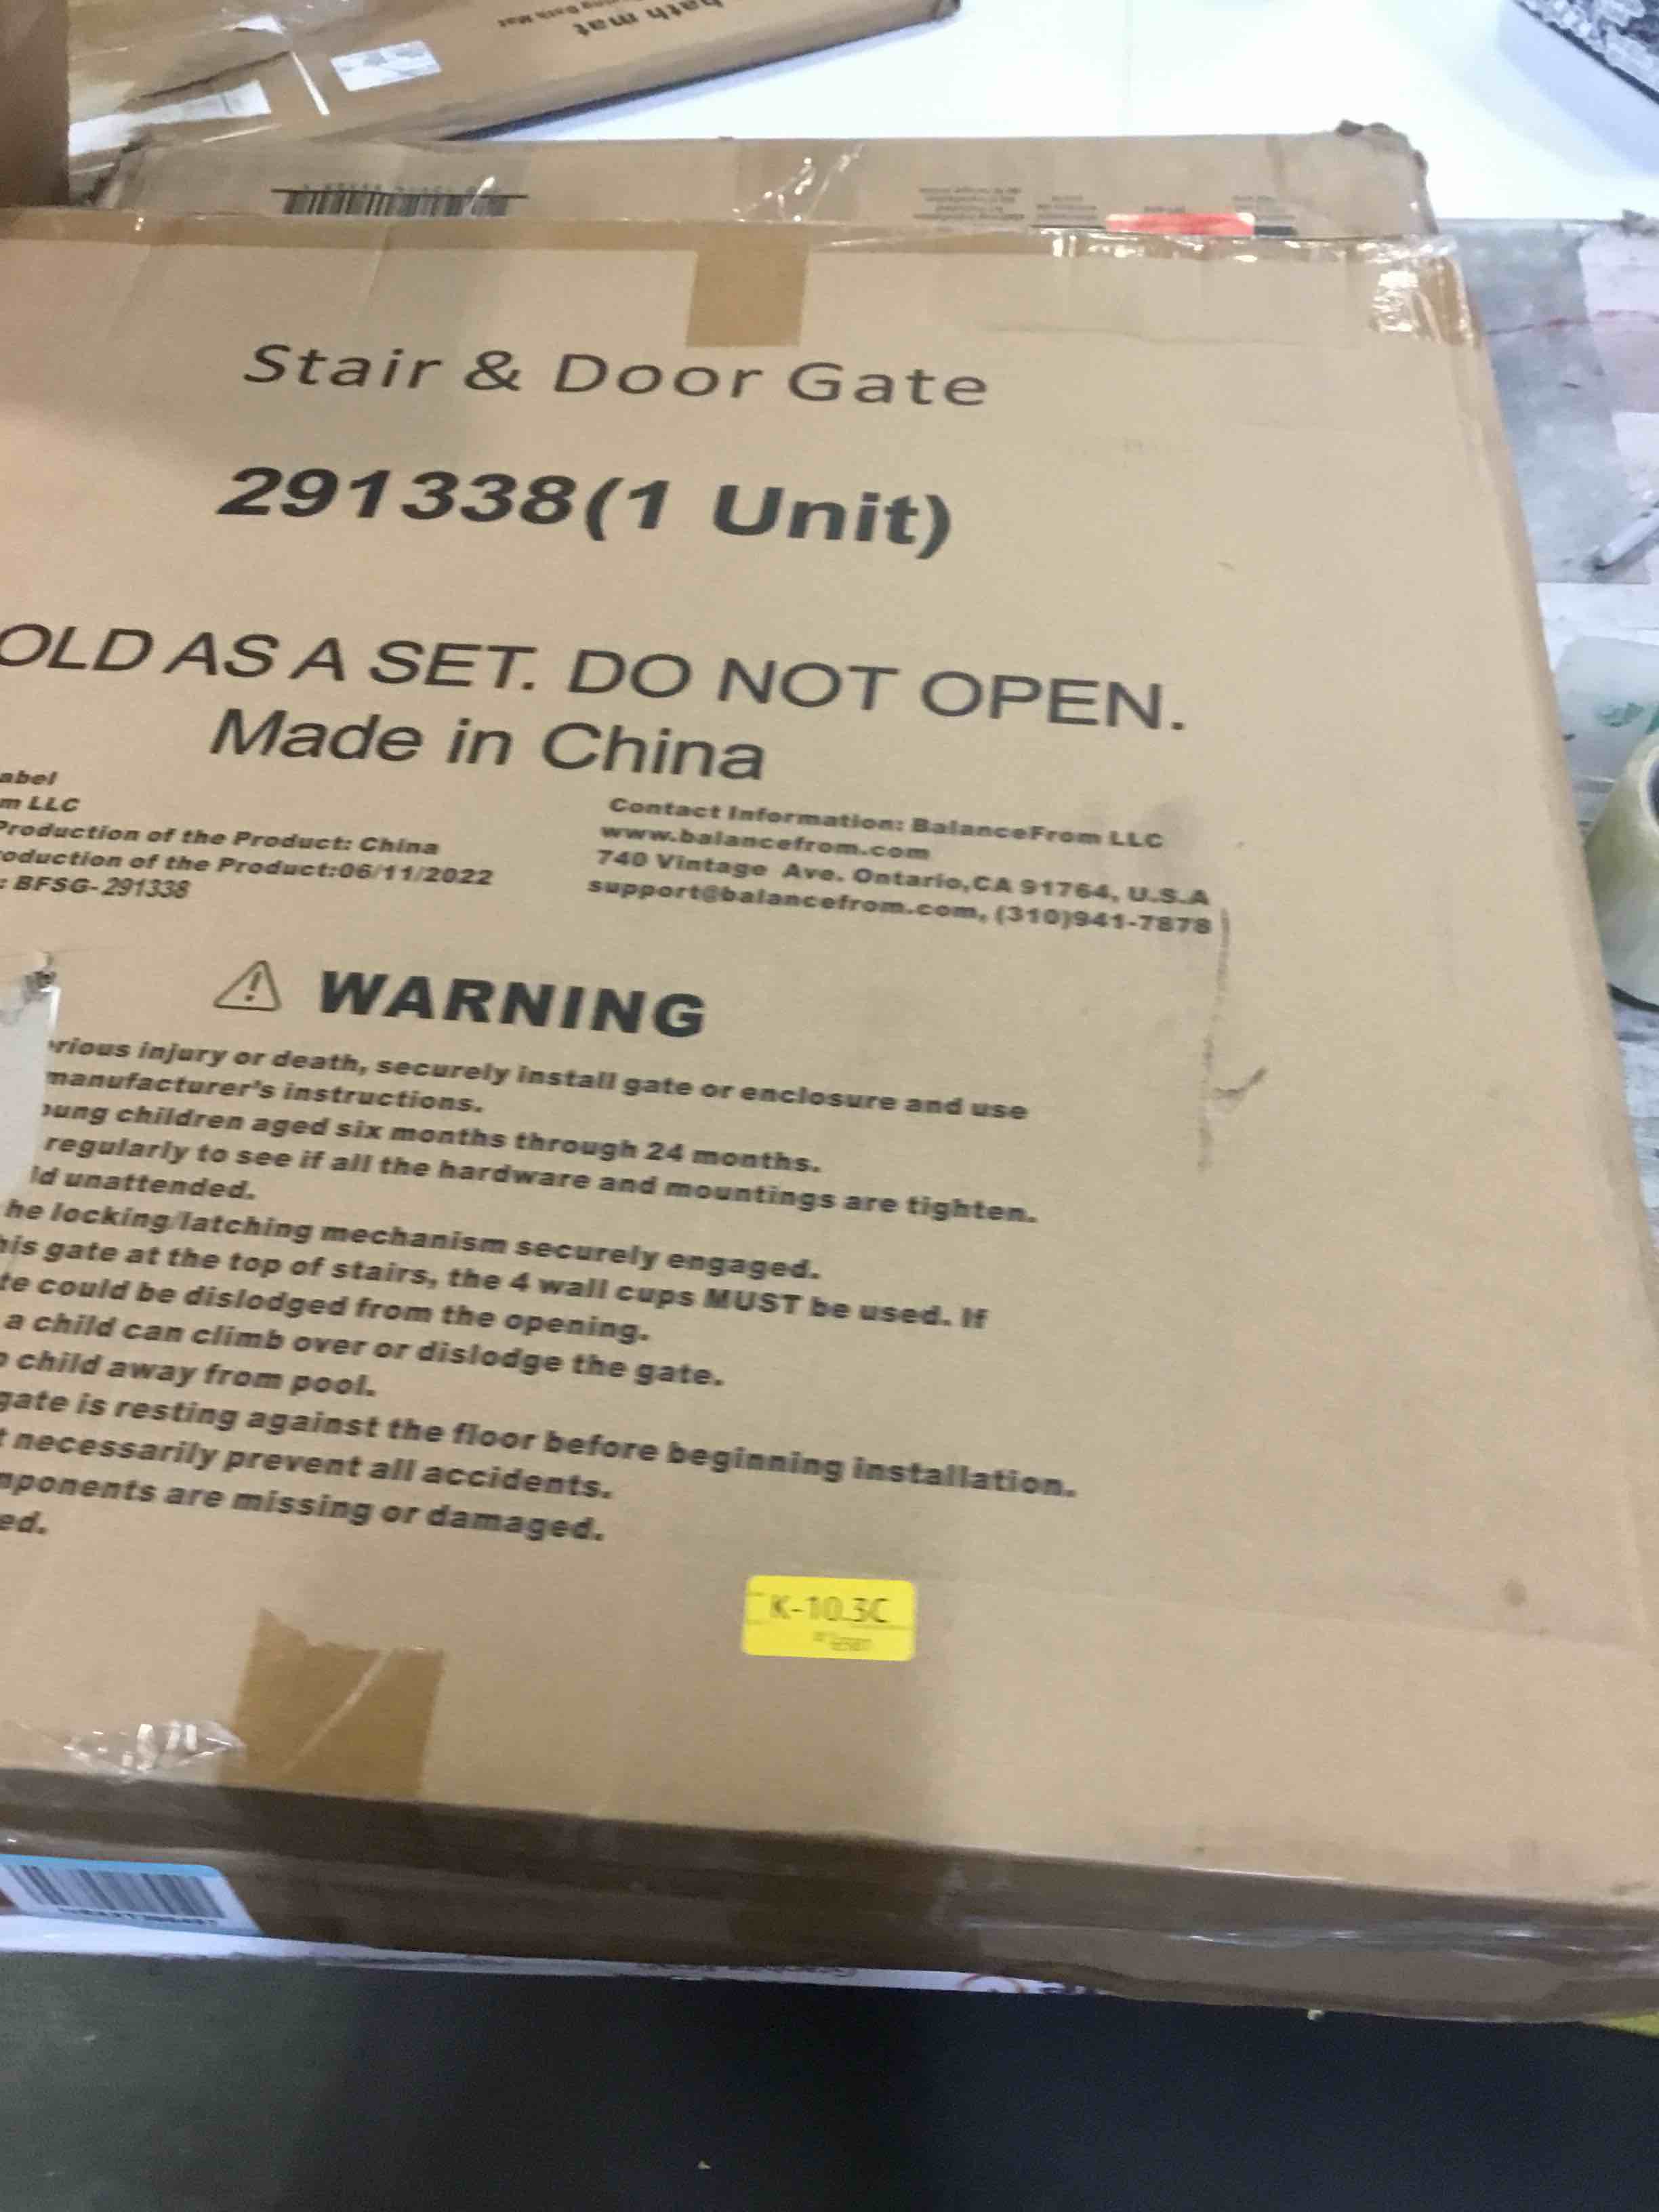 bath mat
Stair & Door Gate
291338(1 Unit)
OLD AS A SET. DO NOT OPEN.
Made in China
abel
m LLC
Production of the Product: China
oduction of the Product:06/11/2022
: BFSG-291338
Contact Information: BalanceFrom LLC
www.balancefrom.com
740 Vintage Ave. Ontario,CA 91764, U.S.A
support@balancefrom.com, (310)941-7878
WARNING
rious injury or death, securely install gate or enclosure and use
manufacturer's instructions.
oung children aged six months through 24 months.
regularly to see if all the hardware and mountings are tighten.
ld unattended.
he locking/latching mechanism securely engaged.
his gate at the top of stairs, the 4 wall cups MUST be used. If
te could be dislodged from the opening.
a child can climb over or dislodge the gate.
child away from pool.
gate is resting against the floor before beginning installation.
t necessarily prevent all accidents.
mponents are missing or damaged.
ed.
K-10.3C